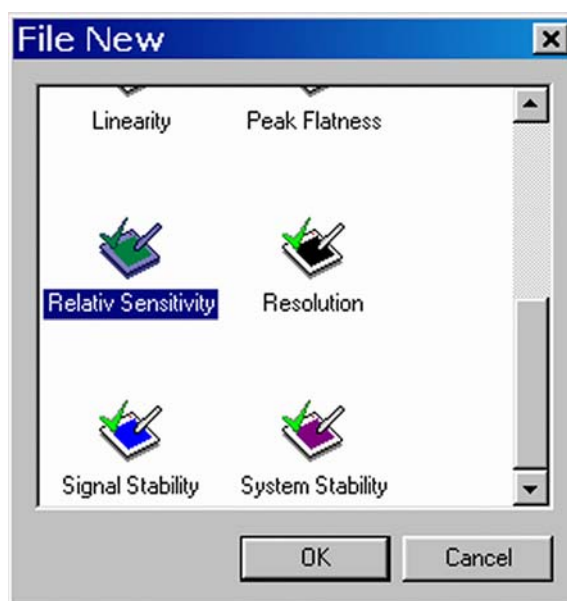 File New
Linearity Peak Flatness
Relativ Sensitivity Resolution
Signal Stability System Stability
OK Cancel